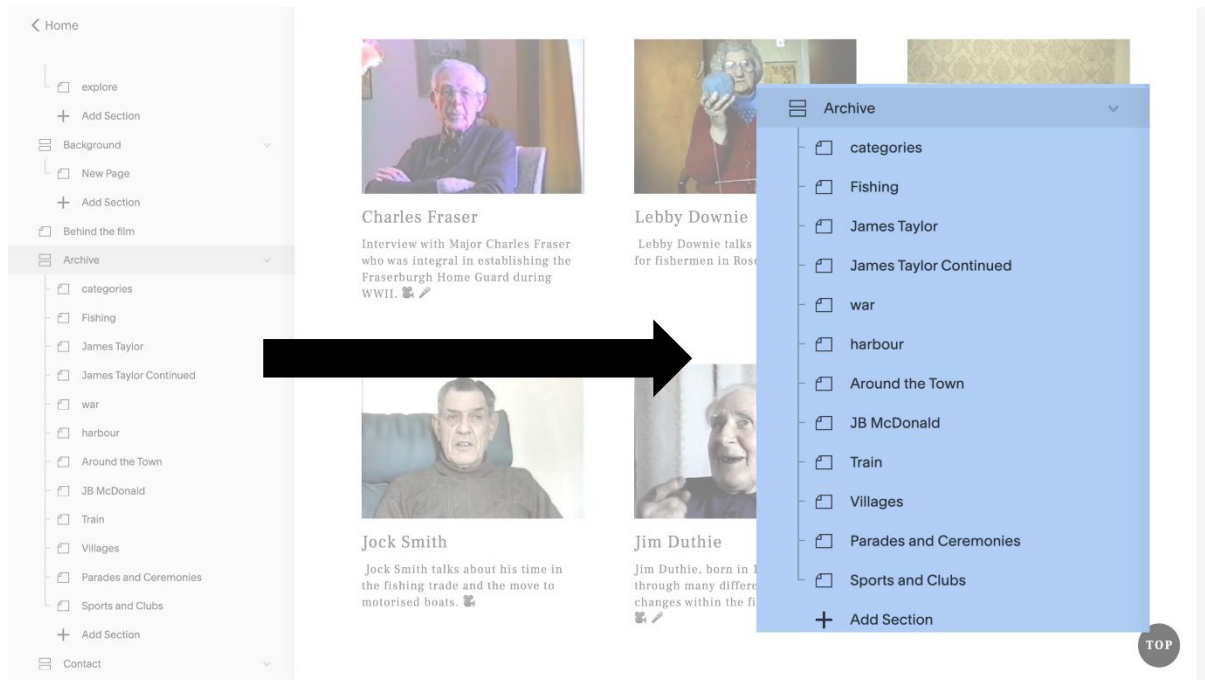 Home
explore
Add Section
Background
New Page
Add Section
Behind the film
Archive
categories
Fishing
James Taylor
James Taylor Continued
war
harbour
Around the Town
JB McDonald
Train
Villages
Parades and Ceremonies
Sports and Clubs
Add Section
Contact
Charles Fraser
Interview with Major Charles Fraser
who was integral in establishing the
Fraserburgh Home Guard during
WWII.
Lebby Downie
Lebby Downie talks
for fishermen in
Jock Smith
Jock Smith talks about his time in
the fishing trade and the move to
motorised boats.
Jim Duthie
Jim Duthie, born in
through many
changes within the
Archive
categories
Fishing
James Taylor
James Taylor Continued
war
harbour
Around the Town
JB McDonald
Train
Villages
Parades and Ceremonies
Sports and Clubs
Add Section
TOP